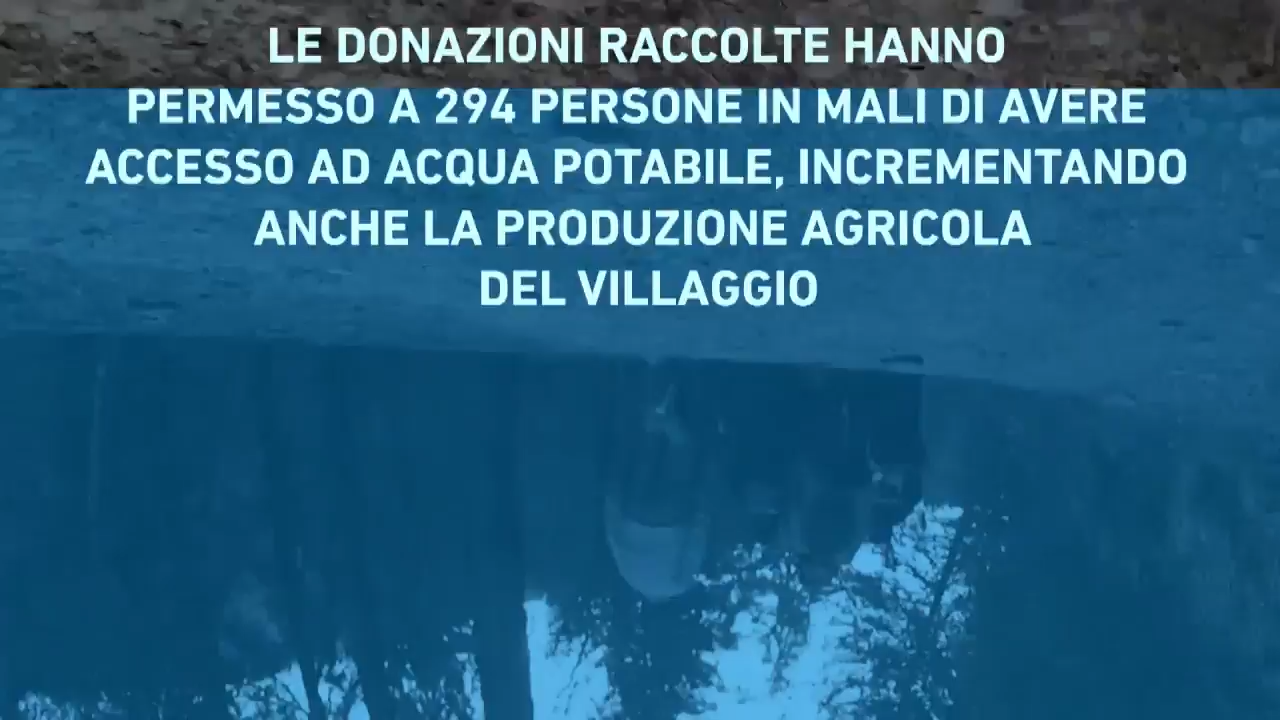 LE DONAZIONI RACCOLTE HANNO
PERMESSO A 294 PERSONE IN MALI DI AVERE
ACCESSO AD ACQUA POTABILE, INCREMENTANDO
ANCHE LA PRODUZIONE AGRICOLA
DEL VILLAGGIO